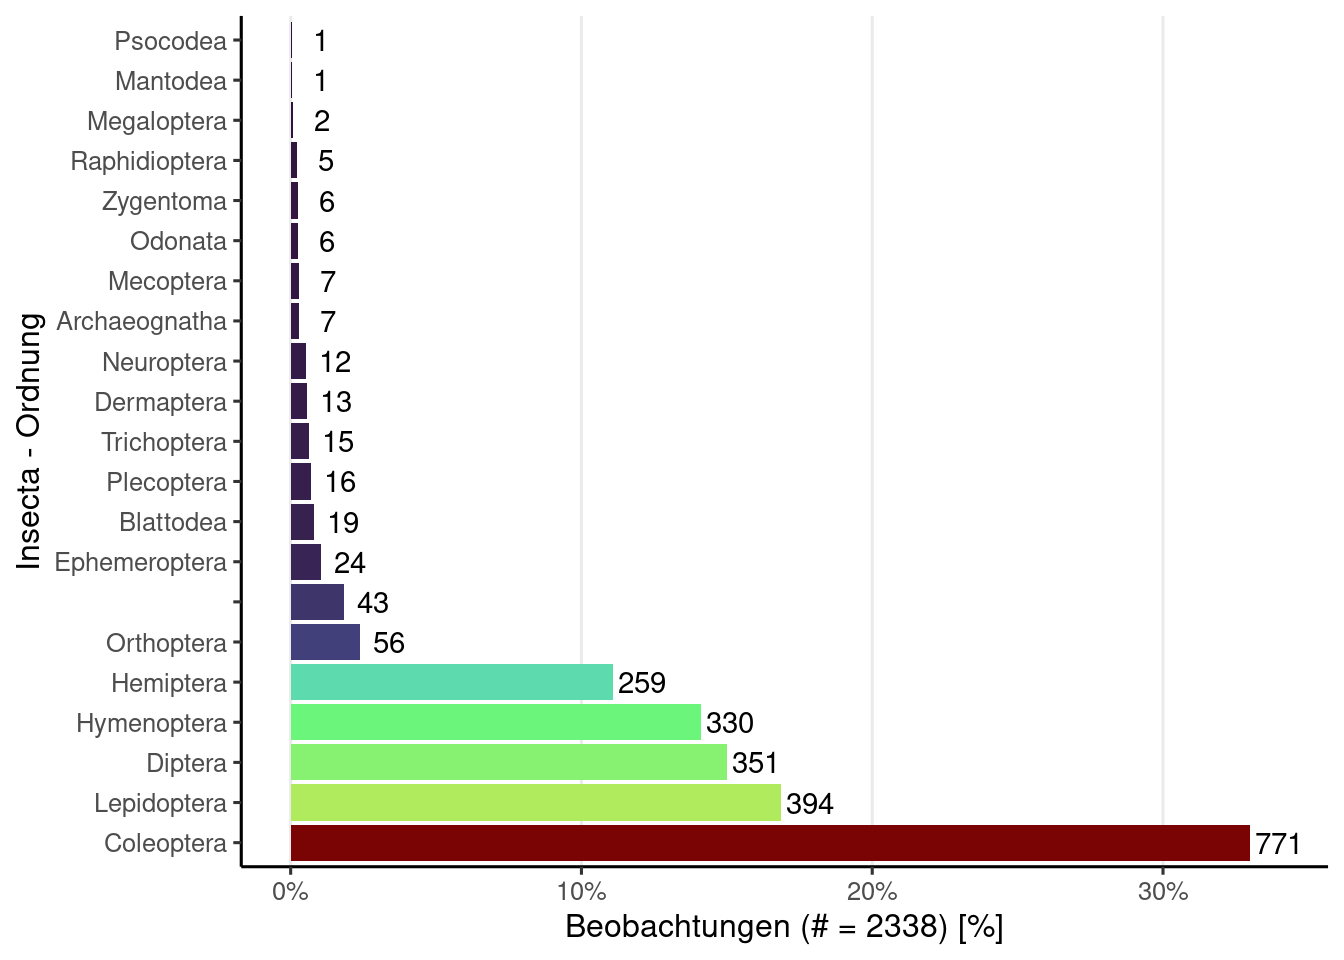 Insecta - Ordnung
Psocodea 1
Mantodea 1
Megaloptera 2
Raphidioptera 5
Zygentoma 6
Odonata 6
Mecoptera 7
Archaeognatha 7
Neuroptera 12
Dermaptera 13
Trichoptera 15
Plecoptera 16
Blattodea 19
Ephemeroptera 24
43
Orthoptera 56
Hemiptera 259
Hymenoptera 330
Diptera 351
Lepidoptera 394
Coleoptera 771
0% 10% 20% 30%
Beobachtungen (# = 2338) [%]